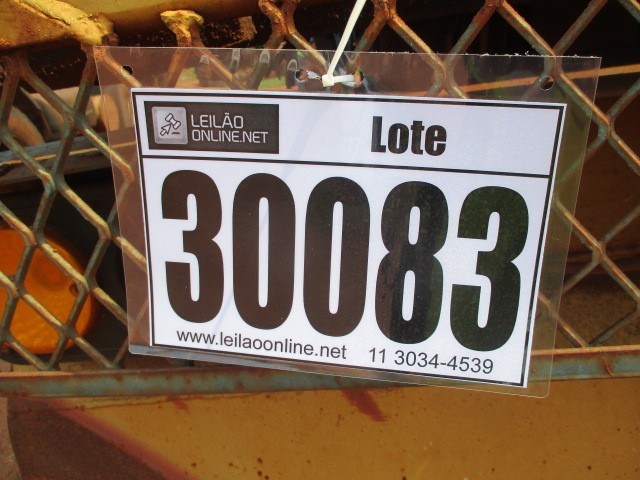 LEILÃO
ONLINE.NET
Lote
30083
www.leilaoonline.net 11 3034-4539